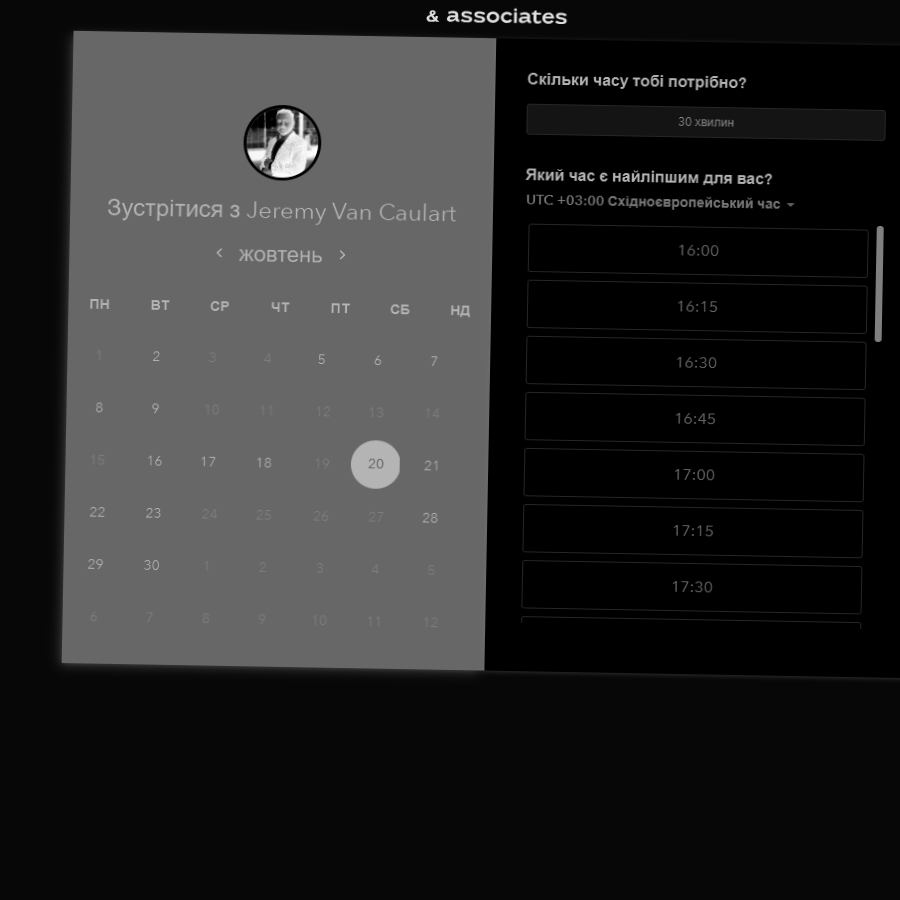 & associates
Зустрітися з Jeremy Van Caulart
жовтень
ПН ВТ СР ЧТ ПТ СБ НД
1 2 3 4 5 6 7
8 9 10 11 12 13 14
15 16 17 18 19 20 21
22 23 24 25 26 27 28
29 30 1 2 3 4 5
6 7 8 9 10 11 12
Скільки часу тобі потрібно?
30 хвилин
Який час є найліпшим для вас?
UTC +03:00 Східноєвропейський час
16:00
16:15
16:30
16:45
17:00
17:15
17:30